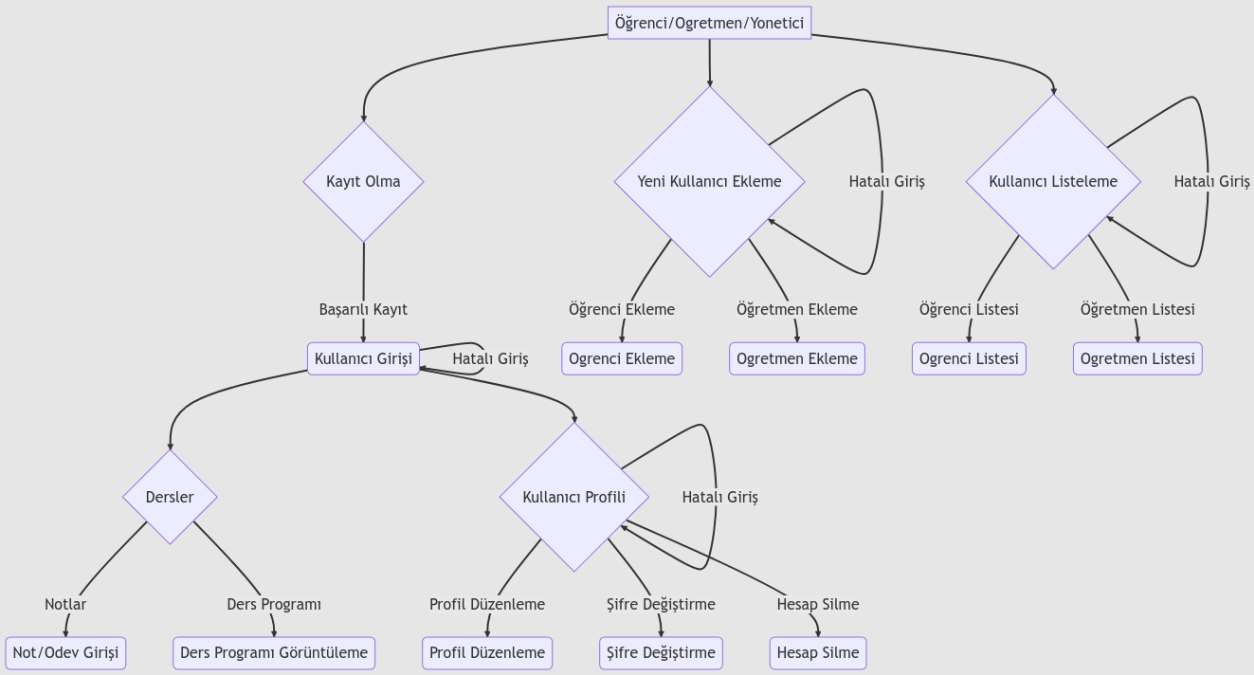 Öğrenci/Ogretmen/Yonetici
Kayıt Olma
Yeni Kullanıcı Ekleme
Hatalı Giriş
Kullanıcı Listeleme
Hatalı Giriş
Başarılı Kayıt
Öğrenci Ekleme
Öğretmen Ekleme
Öğrenci Listesi
Öğretmen Listesi
Kullanıcı Girişi
Hatalı Giriş
Ogrenci Ekleme
Ogretmen Ekleme
Ogrenci Listesi
Ogretmen Listesi
Dersler
Kullanıcı Profili
Hatalı Giriş
Notlar
Ders Programı
Profil Düzenleme
Şifre Değiştirme
Hesap Silme
Not/Odev Girişi
Ders Programı Görüntüleme
Profil Düzenleme
Şifre Değiştirme
Hesap Silme